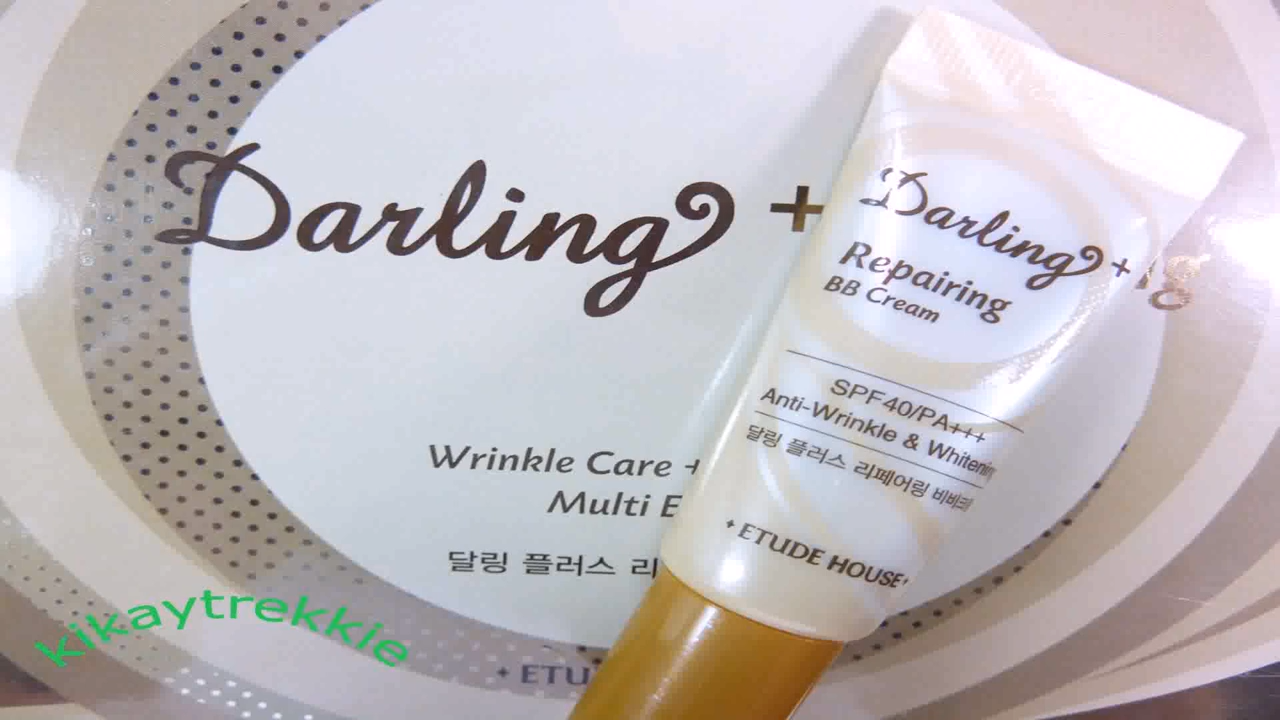 Darling +
Wrinkle Care +
Multi
달링 플러스 리
+ ETU
Darling +
Repairing
BB Cream
SPF40/PA+++
Anti-Wrinkle & Whitening
달링 플러스 리페어링 비비크림
+ ETUDE HOUSE +
kikaytrekkie